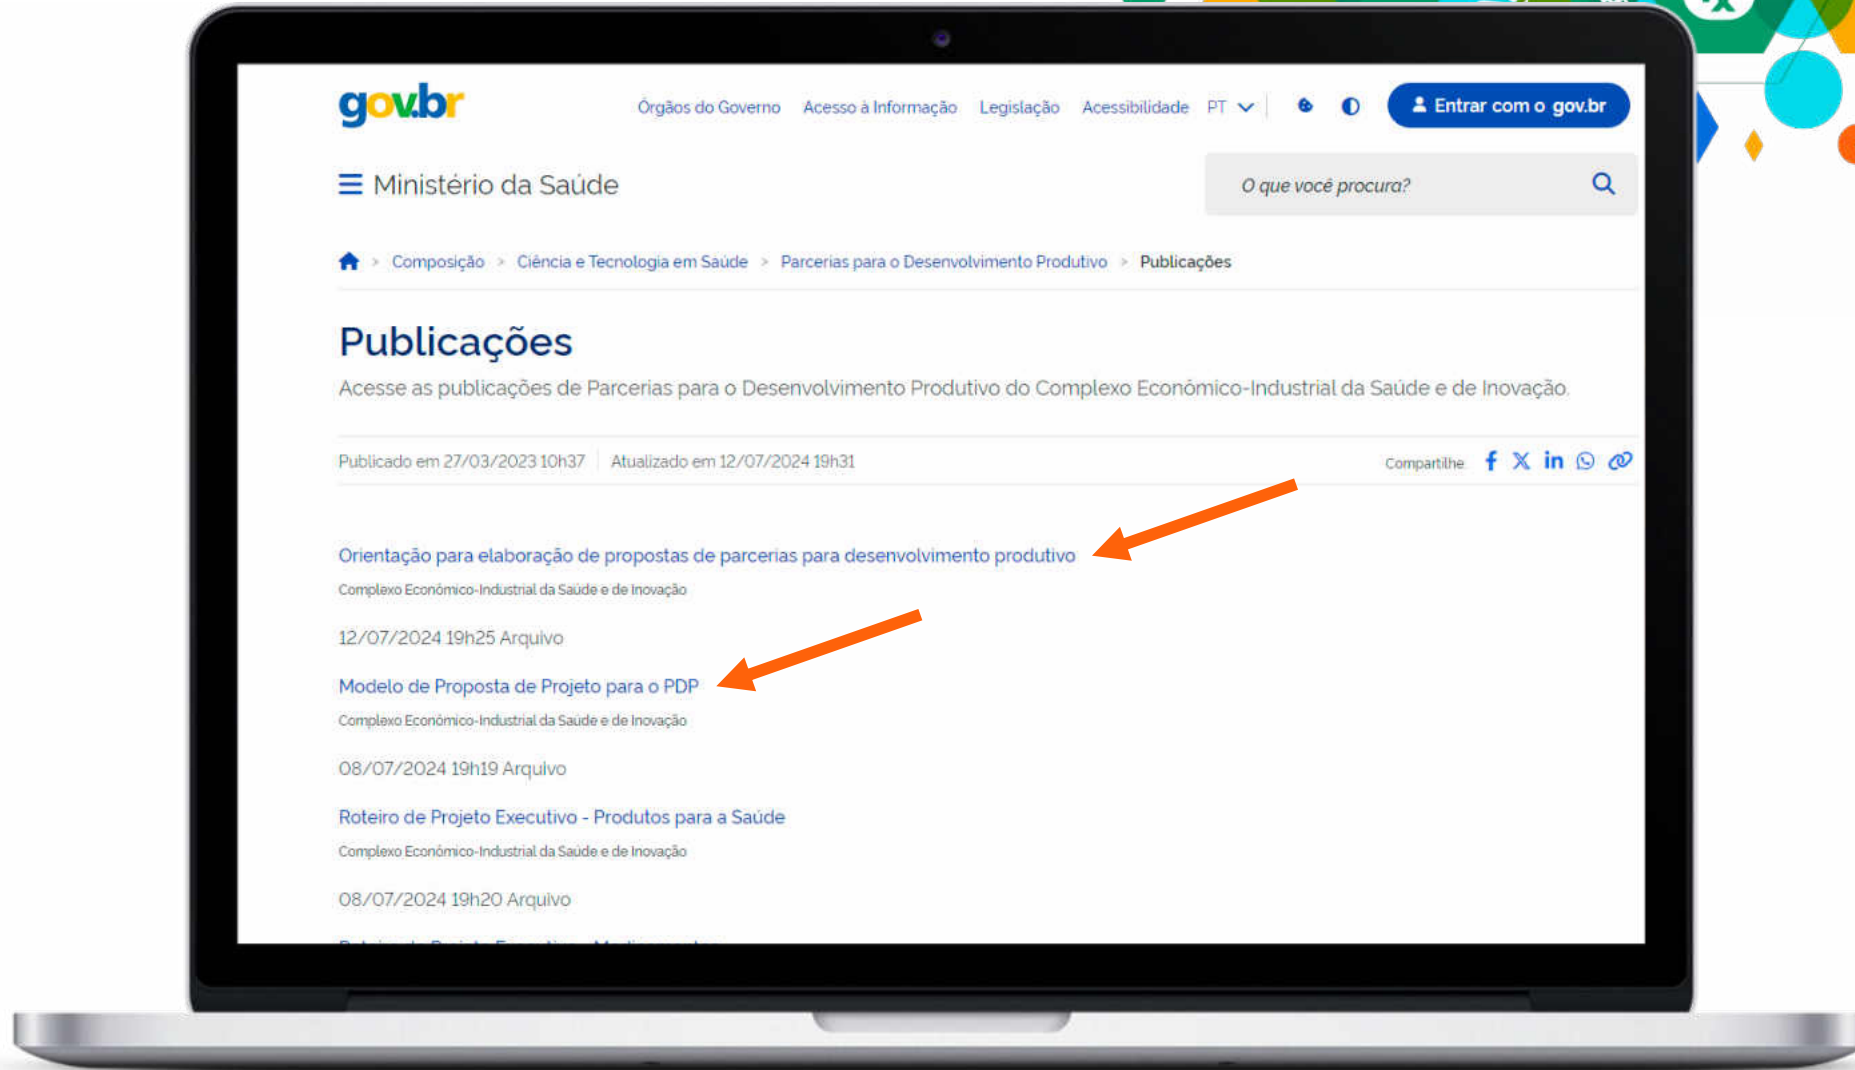 gov.br
Órgãos do Governo Acesso à Informação Legislação Acessibilidade PT Entrar com o gov.br
Ministério da Saúde
O que você procura?
Composição > Ciência e Tecnologia em Saúde > Parcerias para o Desenvolvimento Produtivo > Publicações
Publicações
Acesse as publicações de Parcerias para o Desenvolvimento Produtivo do Complexo Econômico-Industrial da Saúde e de Inovação.
Publicado em 27/03/2023 10h37 Atualizado em 12/07/2024 19h31
Compartilhe:
Orientação para elaboração de propostas de parcerias para desenvolvimento produtivo
Complexo Econômico-Industrial da Saúde e de Inovação
12/07/2024 19h25 Arquivo
Modelo de Proposta de Projeto para o PDP
Complexo Econômico-Industrial da Saúde e de Inovação
08/07/2024 19h19 Arquivo
Roteiro de Projeto Executivo - Produtos para a Saúde
Complexo Econômico-Industrial da Saúde e de Inovação
08/07/2024 19h20 Arquivo